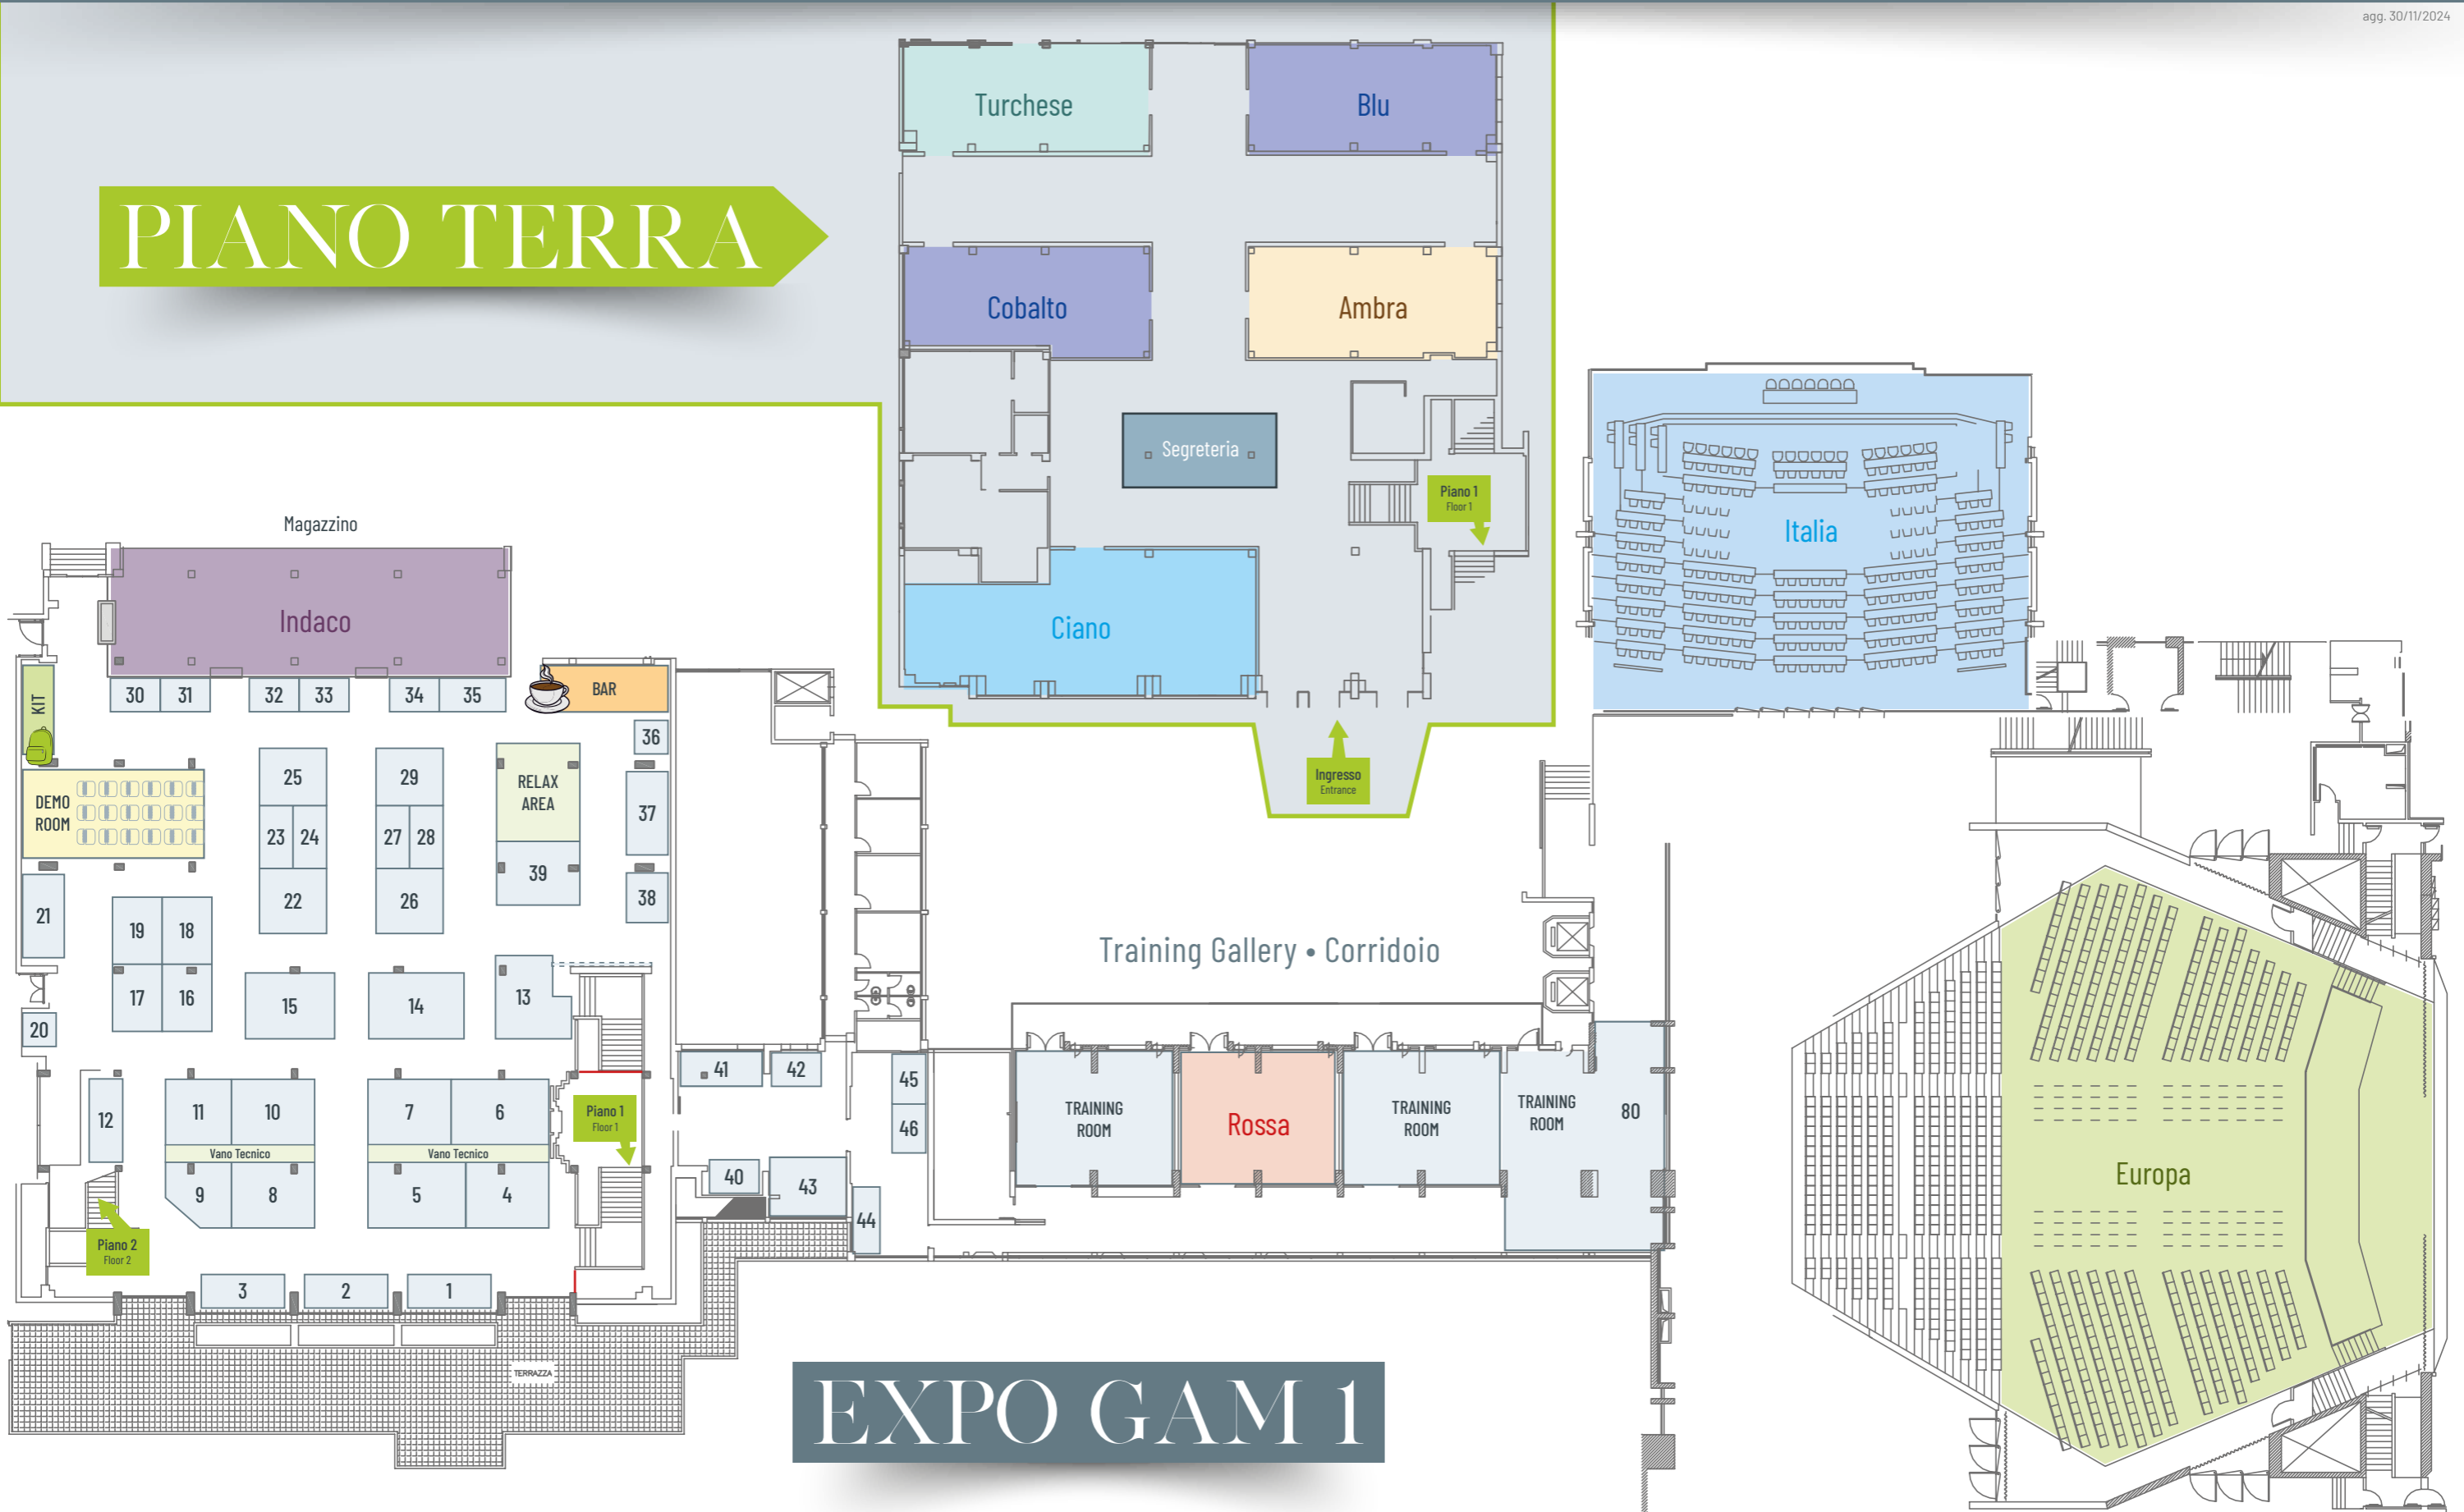 agg. 30/11/2024
Turchese
Blu
PIANO TERRA
Cobalto
Ambra
Segreteria
Piano 1
Floor 1
Italia
Magazzino
Indaco
Ciano
KIT
30
31
32
33
34
35
BAR
36
Ingresso
Entrance
25
29
RELAX
AREA
DEMO
ROOM
37
23
24
27
28
39
22
26
38
21
19
18
Training Gallery • Corridoio
17
16
15
14
13
20
41
42
45
12
11
10
7
6
Piano 1
Floor 1
46
TRAINING
ROOM
Rossa
TRAINING
ROOM
TRAINING
ROOM
80
Vano Tecnico
Vano Tecnico
Europa
40
43
9
8
5
4
44
Piano 2
Floor 2
3
2
1
TERRAZZA
EXPO GAM 1